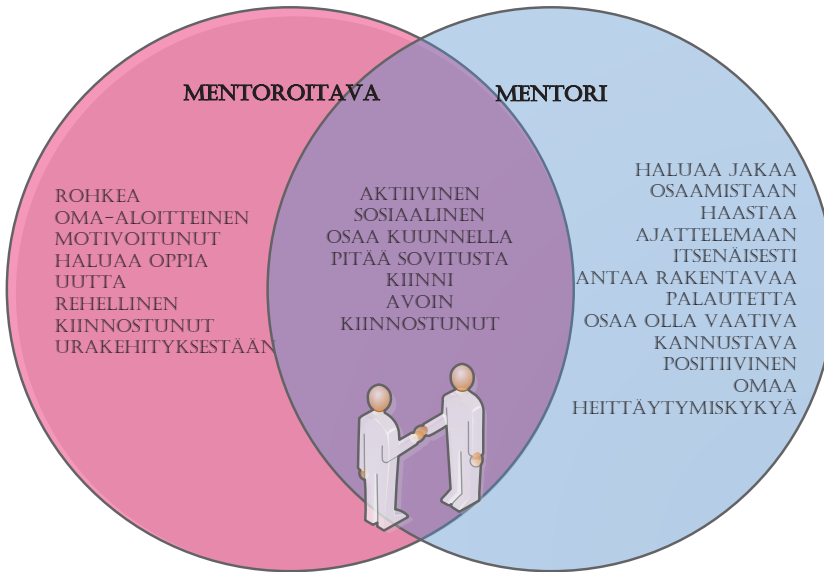 MENTOROITAVA
MENTORI
ROHKEA
OMA-ALOITTEINEN
MOTIVOITUNUT
HALUAA OPPIA
UUTTA
REHELLINEN
KIINNOSTUNUT
URAKEHITYKSESTÄÄN
AKTIIVINEN
SOSIAALINEN
OSAA KUUNNELLA
PITÄÄ SOVITUSTA
KIINNI
AVOIN
KIINNOSTUNUT
HALUAA JAKAA
OSAAMISTAAN
HAASTAA
AJATTELEMAAN
ITSENÄISESTI
ANTAA RAKENTAVAA
PALAUTETTA
OSAA OLLA VAATIVA
KANNUSTAVA
POSITIIVINEN
OMAA
HEITTÄYTYMISKYKYÄ